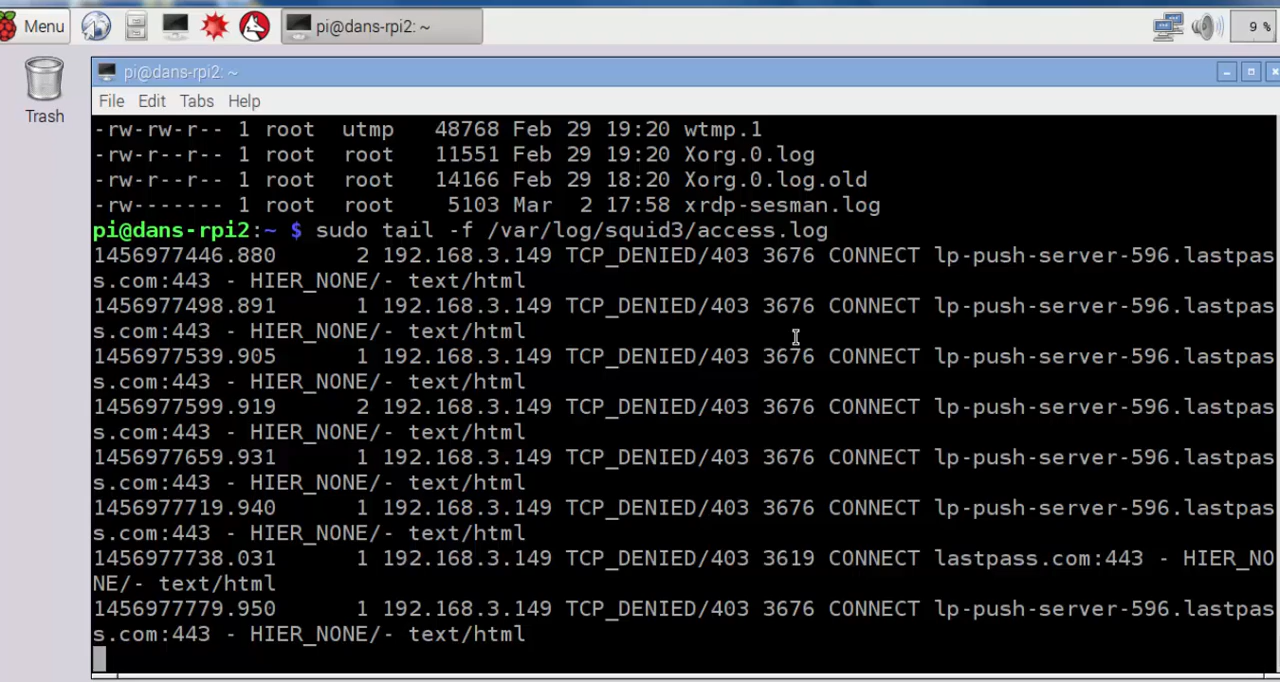 Menu
pi@dans-rpi2: ~
9 %
Trash
pi@dans-rpi2: ~
File Edit Tabs Help
-rw-rw-r-- 1 root utmp 48768 Feb 29 19:20 wtmp.1
-rw-r--r-- 1 root root 11551 Feb 29 19:20 Xorg.0.log
-rw-r--r-- 1 root root 14166 Feb 29 18:20 Xorg.0.log.old
-rw------- 1 root root 5103 Mar 2 17:58 xrdp-sesman.log
pi@dans-rpi2:~ $ sudo tail -f /var/log/squid3/access.log
1456977446.880 2 192.168.3.149 TCP_DENIED/403 3676 CONNECT lp-push-server-596.lastpas
s.com:443 - HIER_NONE/- text/html
1456977498.891 1 192.168.3.149 TCP_DENIED/403 3676 CONNECT lp-push-server-596.lastpas
s.com:443 - HIER_NONE/- text/html
1456977539.905 1 192.168.3.149 TCP_DENIED/403 3676 CONNECT lp-push-server-596.lastpas
s.com:443 - HIER_NONE/- text/html
1456977599.919 2 192.168.3.149 TCP_DENIED/403 3676 CONNECT lp-push-server-596.lastpas
s.com:443 - HIER_NONE/- text/html
1456977659.931 1 192.168.3.149 TCP_DENIED/403 3676 CONNECT lp-push-server-596.lastpas
s.com:443 - HIER_NONE/- text/html
1456977719.940 1 192.168.3.149 TCP_DENIED/403 3676 CONNECT lp-push-server-596.lastpas
s.com:443 - HIER_NONE/- text/html
1456977738.031 1 192.168.3.149 TCP_DENIED/403 3619 CONNECT lastpass.com:443 - HIER_NO
NE/- text/html
1456977779.950 1 192.168.3.149 TCP_DENIED/403 3676 CONNECT lp-push-server-596.lastpas
s.com:443 - HIER_NONE/- text/html